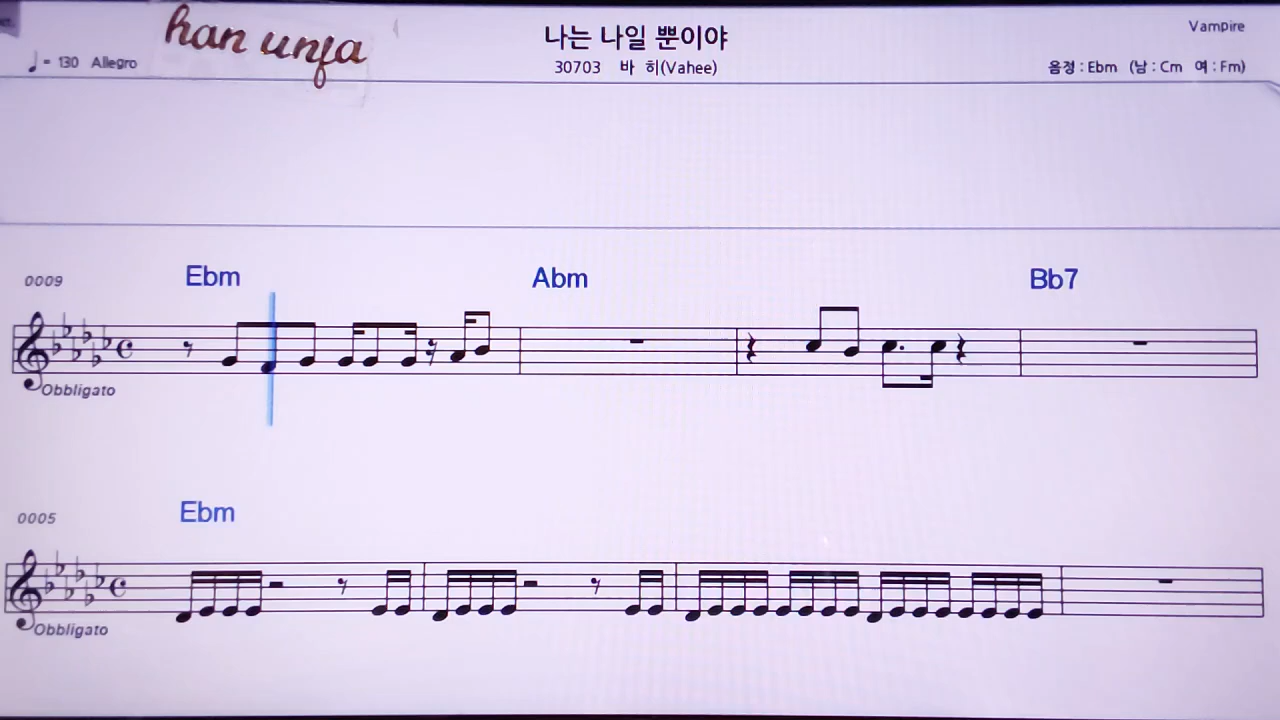 han unja
나는 나일 뿐이야
Vampire
♩= 130 Allegro
30703 바 히(Vahee)
음정 : Ebm (남 : Cm 여 : Fm)
0009 Ebm Abm Bb7
Obbligato
0005 Ebm
Obbligato